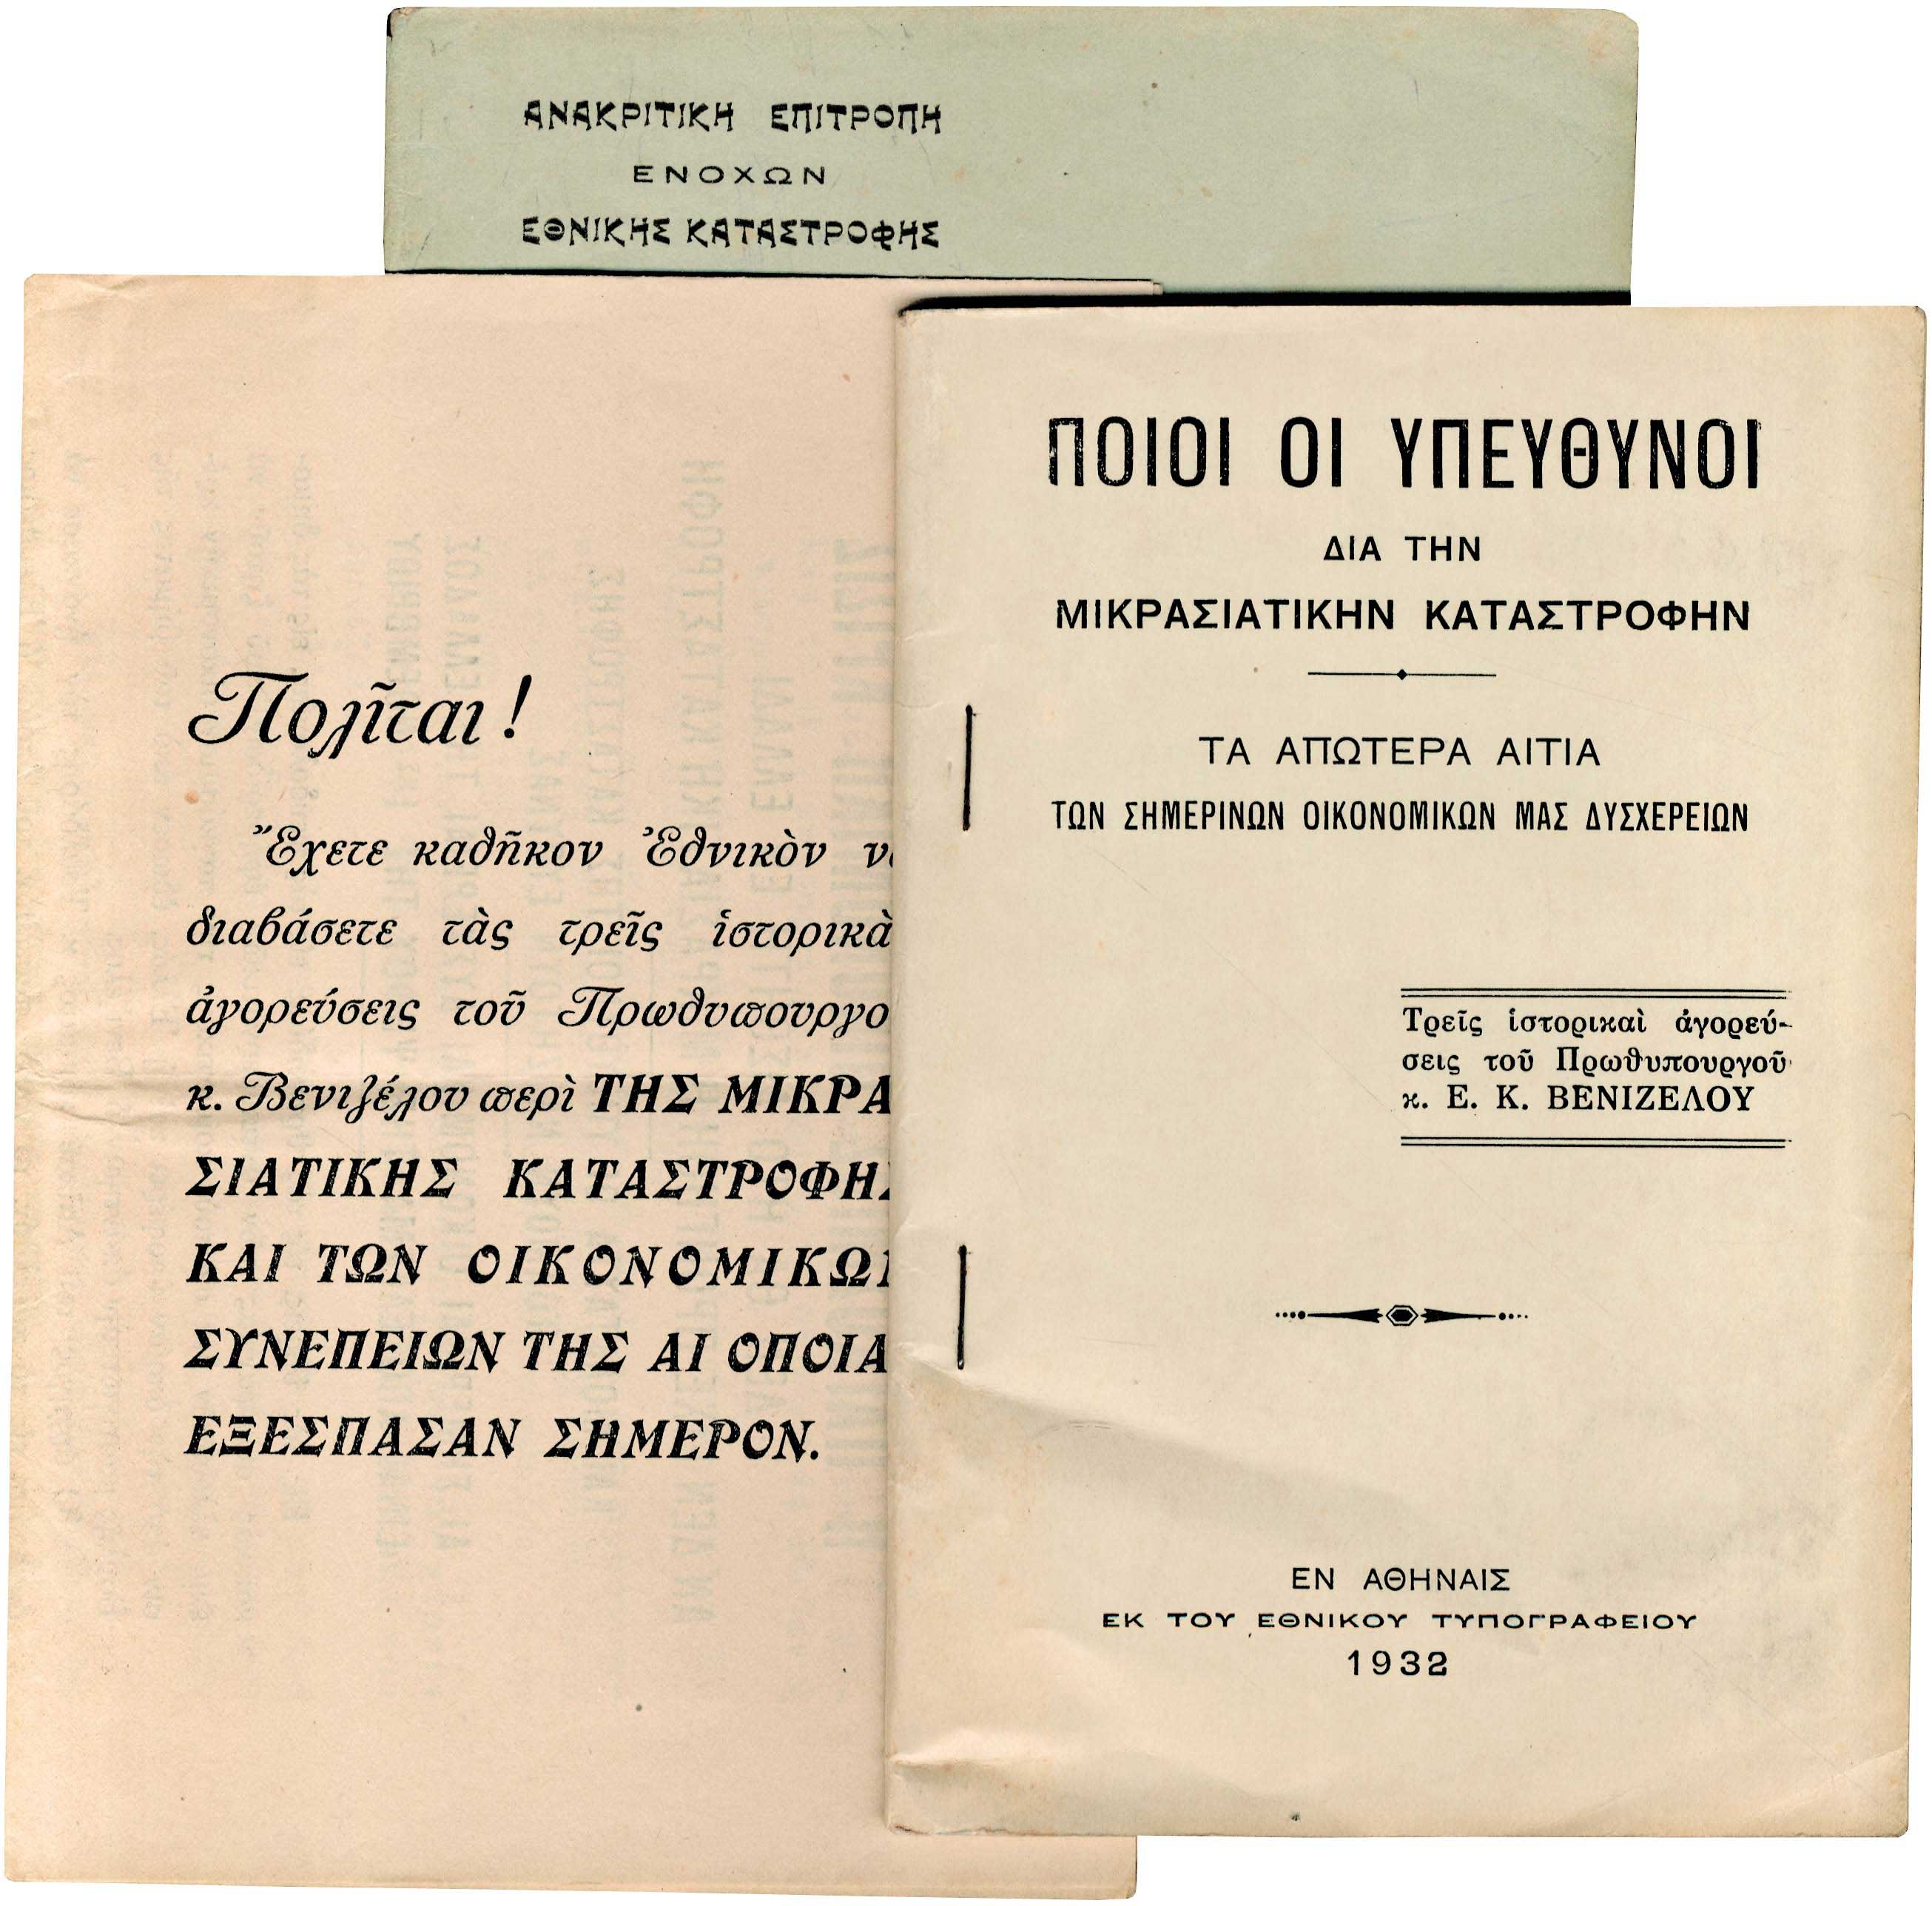 ΑΝΑΚΡΙΤΙΚΗ ΕΠΙΤΡΟΠΗ
ΕΝΟΧΩΝ
ΕΘΝΙΚΗΣ ΚΑΤΑΣΤΡΟΦΗΣ
Πολῖται!
Ἔχετε καθῆκον Ἐθνικὸν
διαβάσετε τὰς τρεῖς ἱστορικὰ
ἀγορεύσεις τοῦ Πρωθυπουργο
κ. Βενιζέλου περὶ ΤΗΣ ΜΙΚΡΑ
ΣΙΑΤΙΚΗΣ ΚΑΤΑΣΤΡΟΦΗΣ
ΚΑΙ ΤΩΝ ΟΙΚΟΝΟΜΙΚΩΝ
ΣΥΝΕΠΕΙΩΝ ΤΗΣ ΑΙ ΟΠΟΙΑ
ΕΞΕΣΠΑΣΑΝ ΣΗΜΕΡΟΝ.
ΠΟΙΟΙ ΟΙ ΥΠΕΥΘΥΝΟΙ
ΔΙΑ ΤΗΝ
ΜΙΚΡΑΣΙΑΤΙΚΗΝ ΚΑΤΑΣΤΡΟΦΗΝ
ΤΑ ΑΠΩΤΕΡΑ ΑΙΤΙΑ
ΤΩΝ ΣΗΜΕΡΙΝΩΝ ΟΙΚΟΝΟΜΙΚΩΝ ΜΑΣ ΔΥΣΧΕΡΕΙΩΝ
Τρεῖς ἱστορικαὶ ἀγορεύ-
σεις τοῦ Πρωθυπουργοῦ
κ. Ε. Κ. ΒΕΝΙΖΕΛΟΥ
ΕΝ ΑΘΗΝΑΙΣ
ΕΚ ΤΟΥ ΕΘΝΙΚΟΥ ΤΥΠΟΓΡΑΦΕΙΟΥ
1932